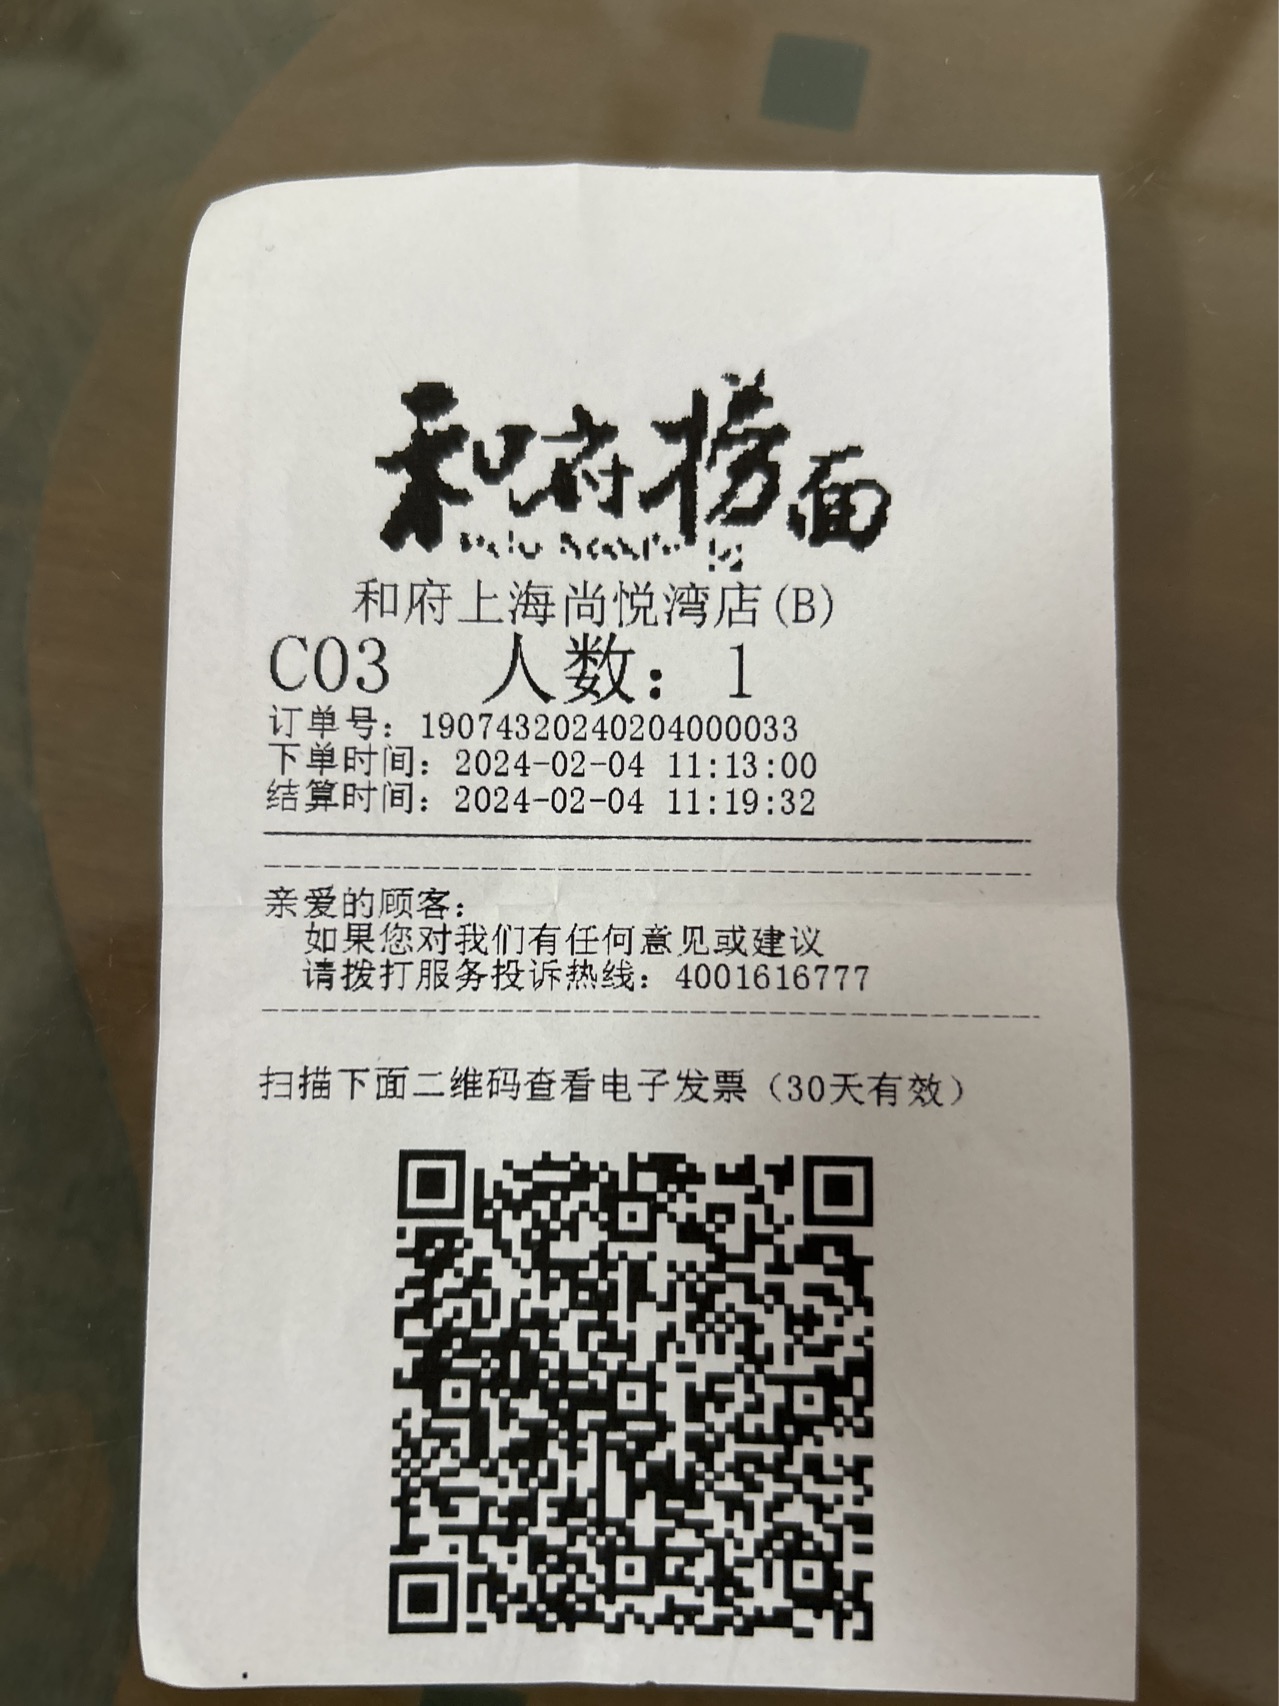 和府捞面
和府上海尚悦湾店(B)
C03 人数：1
订单号：19074320240204000033
下单时间：2024-02-04 11:13:00
结算时间：2024-02-04 11:19:32
亲爱的顾客：
如果您对我们有任何意见或建议
请拨打服务投诉热线：4001616777
扫描下面二维码查看电子发票（30天有效）